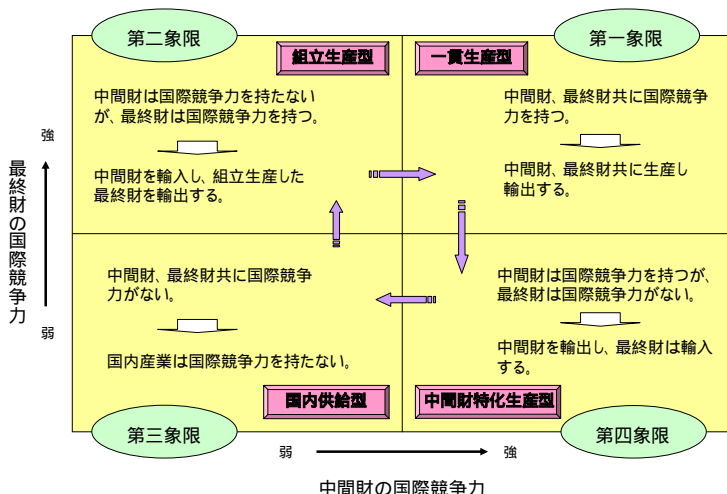 第二象限
組立生産型
一貫生産型
第一象限
中間財は国際競争力を持たない
が、最終財は国際競争力を持つ。
中間財を輸入し、組立生産した
最終財を輸出する。
中間財、最終財共に国際競争
力を持つ。
中間財、最終財共に生産し
輸出する。
強
最終財の国際競争力
弱
中間財、最終財共に国際競争
力がない。
国内産業は国際競争力を持たない。
中間財は国際競争力を持つが、
最終財は国際競争力がない。
中間財を輸出し、最終財は輸入
する。
国内供給型
中間財特化生産型
第三象限
第四象限
弱
強
中間財の国際競争力